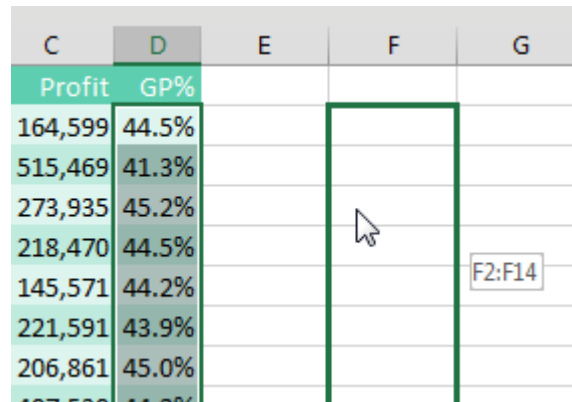 C D E F G
Profit GP%
164,599 44.5%
515,469 41.3%
273,935 45.2%
218,470 44.5%
145,571 44.2%
F2:F14
221,591 43.9%
206,861 45.0%